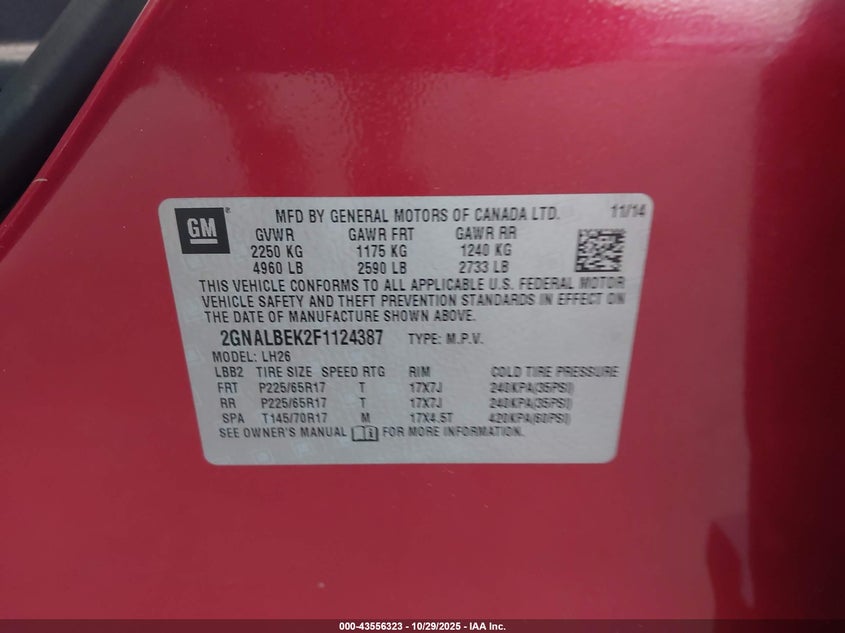 GM®
MFD BY GENERAL MOTORS OF CANADA LTD. 11/14
GVWR GAWR FRT GAWR RR
2250 KG 1175 KG 1240 KG
4960 LB 2590 LB 2733 LB
THIS VEHICLE CONFORMS TO ALL APPLICABLE U.S. FEDERAL MOTOR
VEHICLE SAFETY AND THEFT PREVENTION STANDARDS IN EFFECT ON
THE DATE OF MANUFACTURE SHOWN ABOVE.
2GNALBEK2F1124387 TYPE: M.P.V.
MODEL: LH26
LBB2 TIRE SIZE SPEED RTG RIM COLD TIRE PRESSURE
FRT P225/65R17 T 17X7J 240KPA(35PSI)
RR P225/65R17 T 17X7J 240KPA(35PSI)
SPA T145/70R17 M 17X4.5T 420KPA(60PSI)
SEE OWNER'S MANUAL FOR MORE INFORMATION.
000-43556323 - 10/29/2025 - IAA Inc.